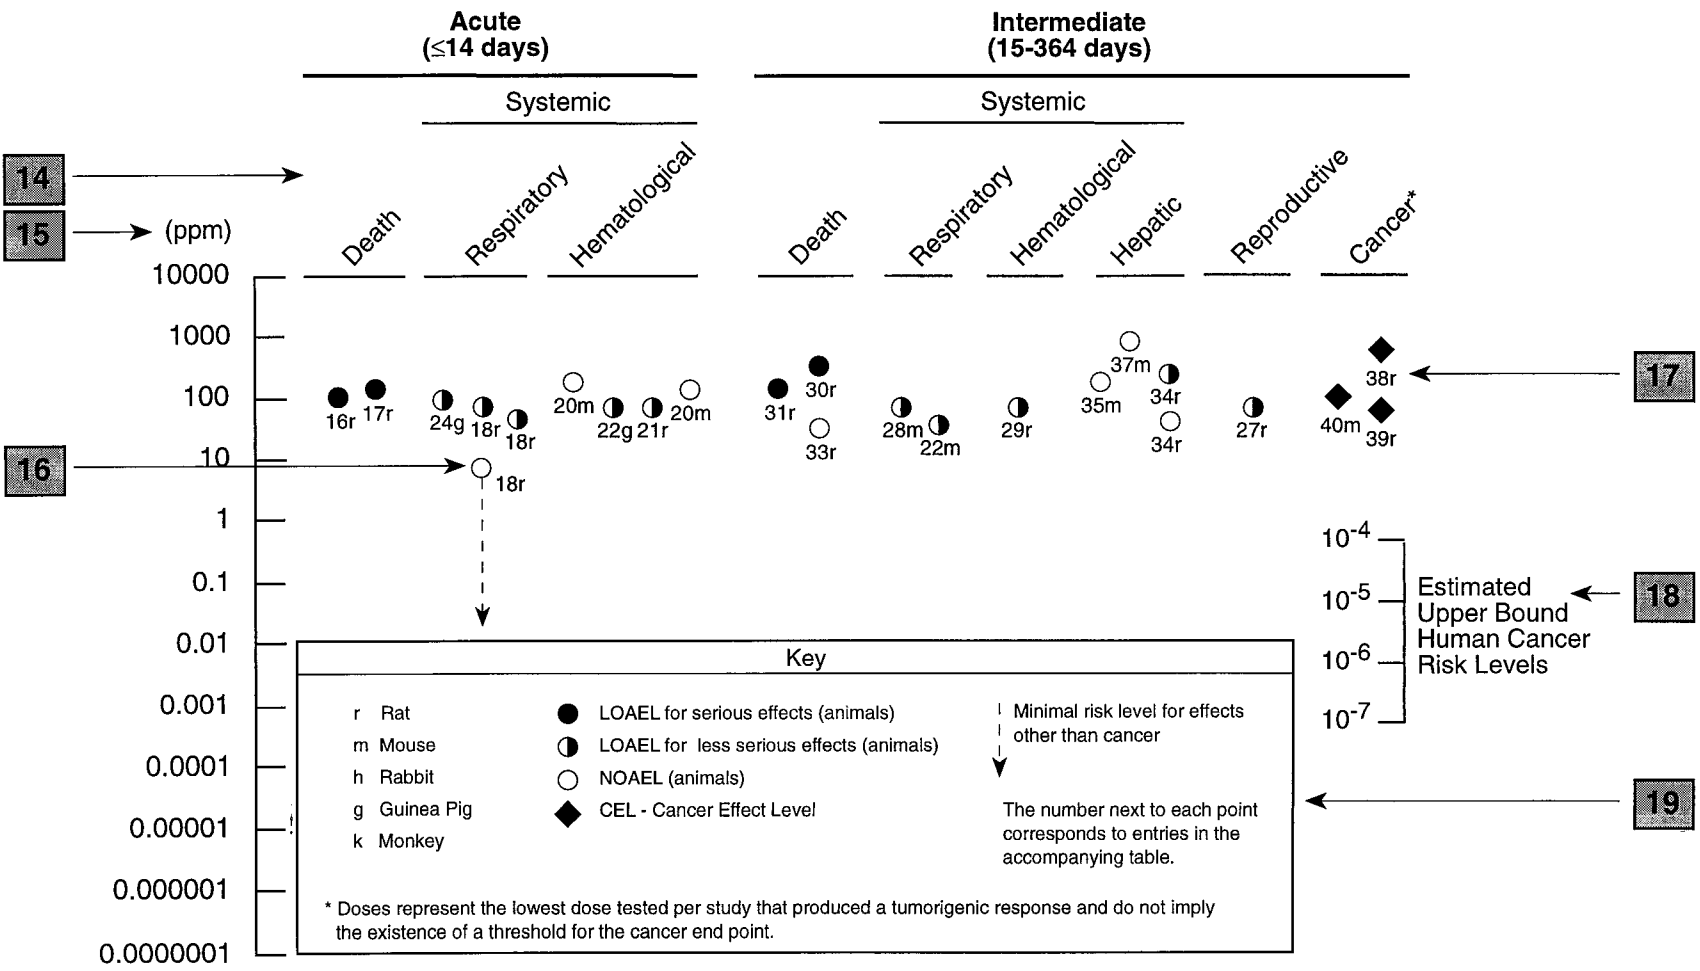 Acute
(≤14 days)
Intermediate
(15-364 days)
Systemic
Systemic
14
15
(ppm)
Death
Respiratory
Hematological
Death
Respiratory
Hematological
Hepatic
Reproductive
Cancer*
10000
1000
100
10
1
0.1
0.01
0.001
0.0001
0.00001
0.000001
0.0000001
16r
17r
24g
18r
18r
20m
22g
21r
20m
18r
31r
30r
33r
28m
22m
29r
35m
37m
34r
34r
27r
40m
38r
39r
16
17
10-4
10-5
10-6
10-7
Estimated
Upper Bound
Human Cancer
Risk Levels
18
19
Key
r Rat
m Mouse
h Rabbit
g Guinea Pig
k Monkey
LOAEL for serious effects (animals)
LOAEL for less serious effects (animals)
NOAEL (animals)
CEL - Cancer Effect Level
Minimal risk level for effects
other than cancer
The number next to each point
corresponds to entries in the
accompanying table.
* Doses represent the lowest dose tested per study that produced a tumorigenic response and do not imply
the existence of a threshold for the cancer end point.